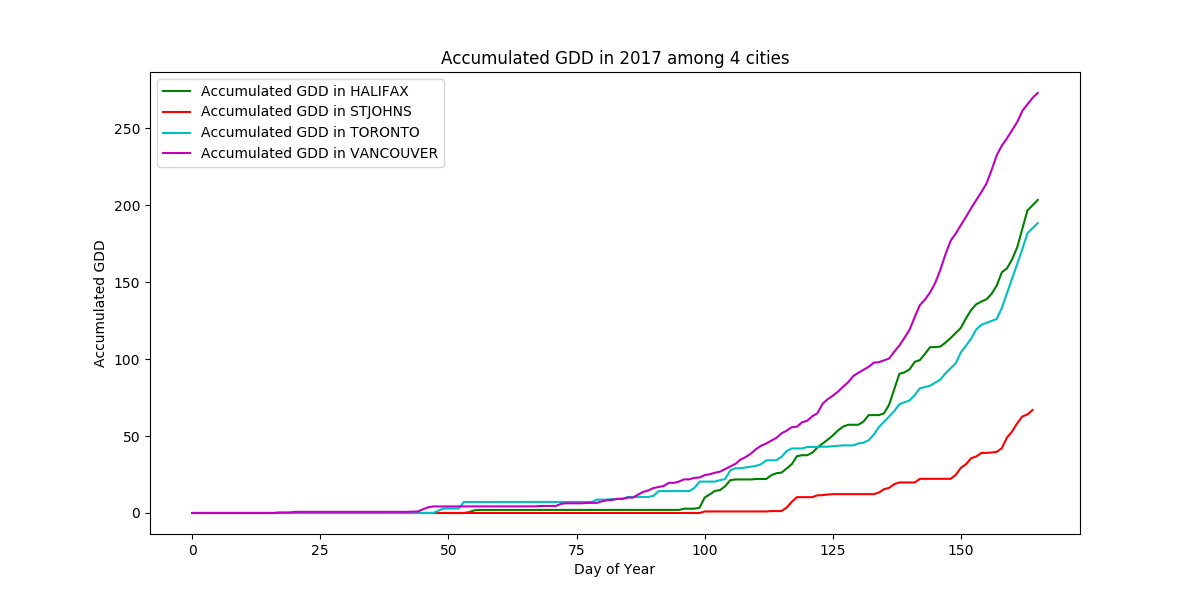 Accumulated GDD in 2017 among 4 cities
Accumulated GDD in HALIFAX
Accumulated GDD in STJOHNS
Accumulated GDD in TORONTO
Accumulated GDD in VANCOUVER
Accumulated GDD
250
200
150
100
50
0
0 25 50 75 100 125 150
Day of Year